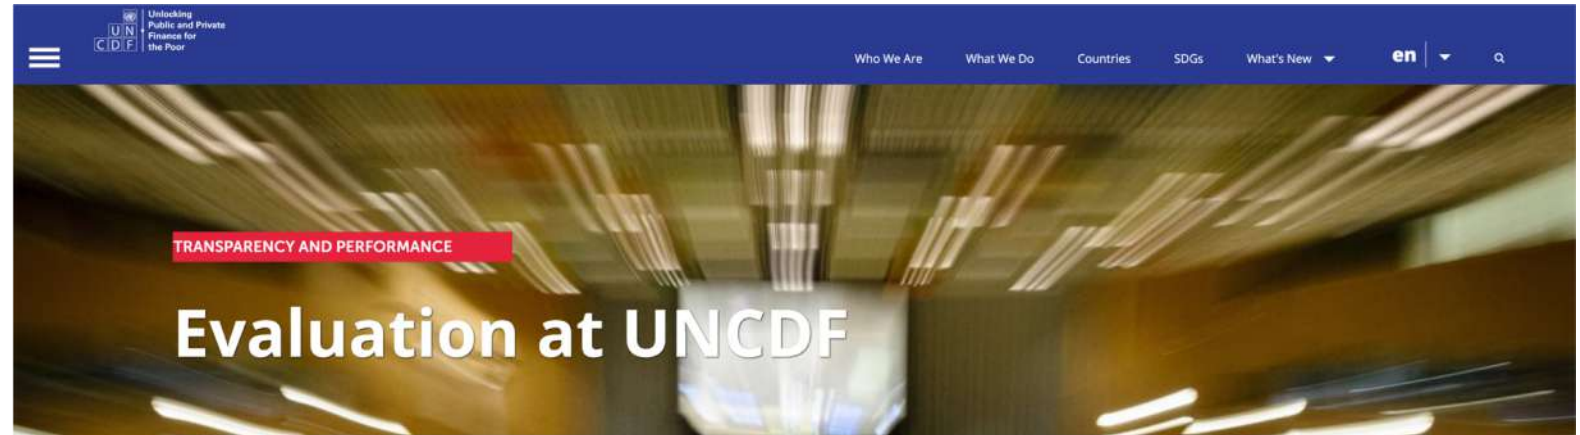 Unlocking
Public and Private
Finance for
the Poor
UN
CDF
Who We Are
What We Do
Countries
SDGs
What's New
en
TRANSPARENCY AND PERFORMANCE
Evaluation at UNCDF